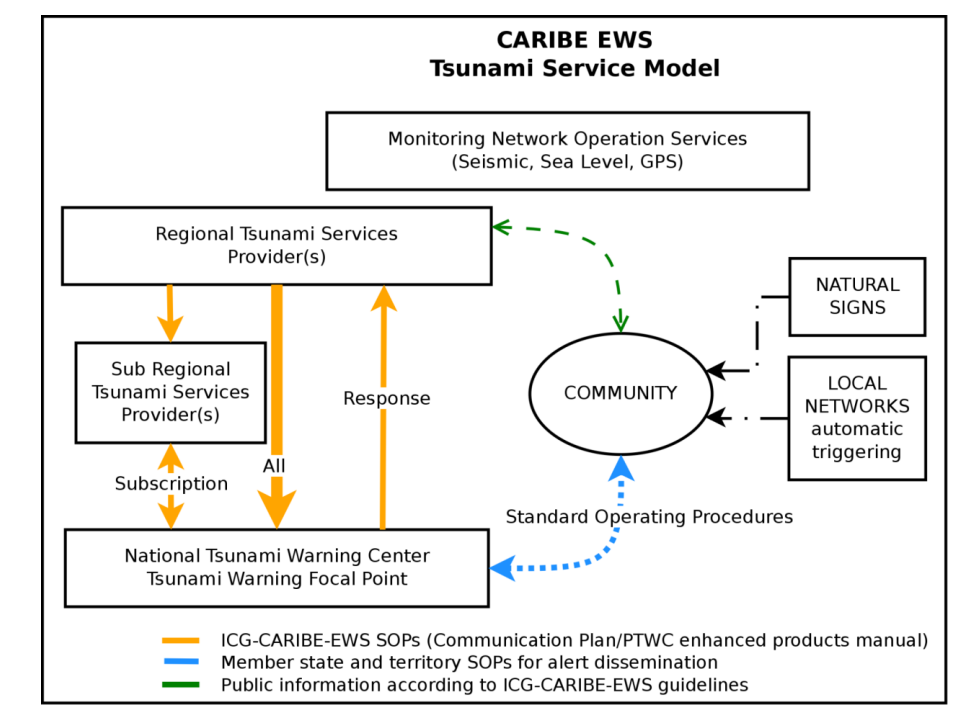 CARIBE EWS
Tsunami Service Model
Monitoring Network Operation Services
(Seismic, Sea Level, GPS)
Regional Tsunami Services
Provider(s)
NATURAL
SIGNS
Sub Regional
Tsunami Services
Provider(s)
Response
COMMUNITY
LOCAL
NETWORKS
automatic
triggering
All
Subscription
Standard Operating Procedures
National Tsunami Warning Center
Tsunami Warning Focal Point
ICG-CARIBE-EWS SOPs (Communication Plan/PTWC enhanced products manual)
Member state and territory SOPs for alert dissemination
Public information according to ICG-CARIBE-EWS guidelines